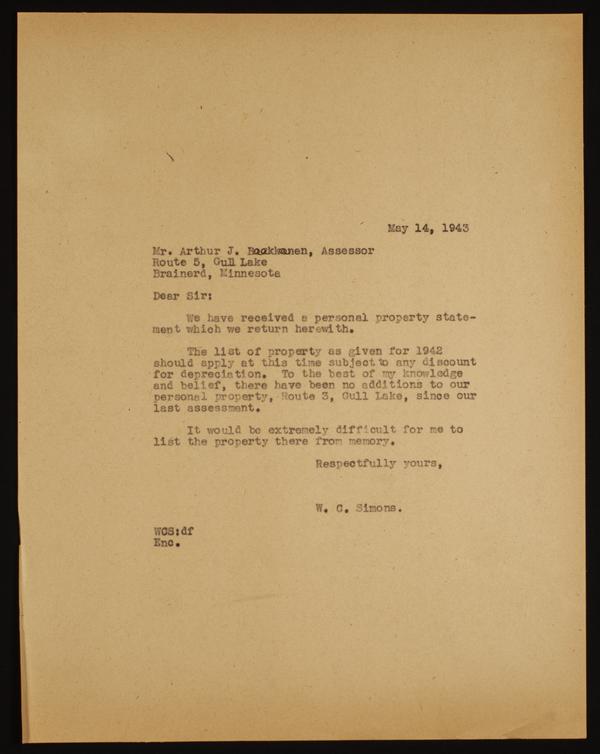 May 14, 1943
Mr. Arthur J. Baakkonen, Assessor
Route 5, Gull Lake
Brainerd, Minnesota
Dear Sir:
We have received a personal property state-
ment which we return herewith.
The list of property as given for 1942
should apply at this time subject to any discount
for depreciation. To the best of my knowledge
and belief, there have been no additions to our
personal property, Route 3, Gull Lake, since our
last assessment.
It would be extremely difficult for me to
list the property there from memory.
Respectfully yours,
W. C. Simons.
WCS:df
Enc.